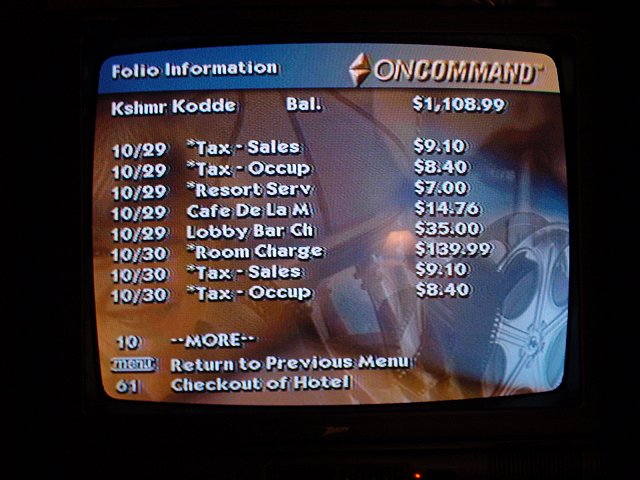 Folio Information ONCOMMAND™
Kshmr Kodde Bal. $1,108.99
10/29 *Tax - Sales $9.10
10/29 *Tax - Occup $8.40
10/29 *Resort Serv $7.00
10/29 Cafe De La M $14.76
10/29 Lobby Bar Ch $35.00
10/30 *Room Charge $139.99
10/30 *Tax - Sales $9.10
10/30 *Tax - Occup $8.40
10 --MORE--
menu Return to Previous Menu
61 Checkout of Hotel